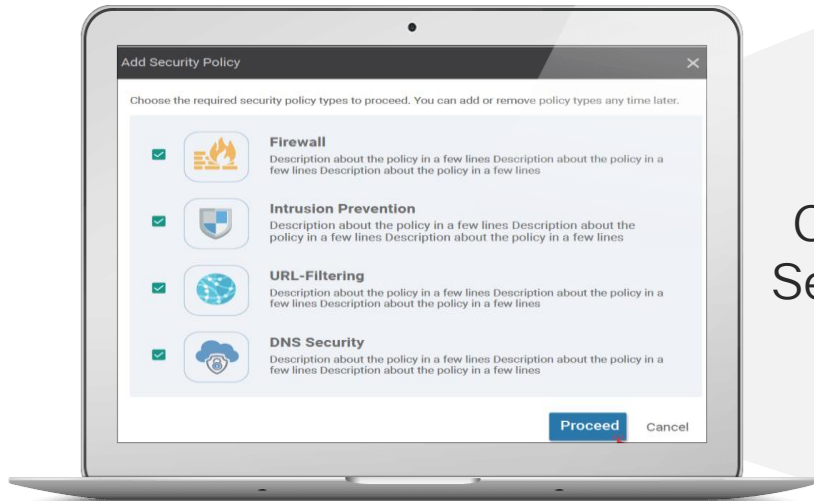 Add Security Policy
Choose the required security policy types to proceed. You can add or remove policy types any time later.
Firewall
Description about the policy in a few lines Description about the policy in a
few lines Description about the policy in a few lines
Intrusion Prevention
Description about the policy in a few lines Description about the
policy in a few lines Description about the policy in a few lines
URL-Filtering
Description about the policy in a few lines Description about the policy in a
few lines Description about the policy in a few lines
DNS Security
Description about the policy in a few lines Description about the policy in a
few lines Description about the policy in a few lines
Proceed Cancel